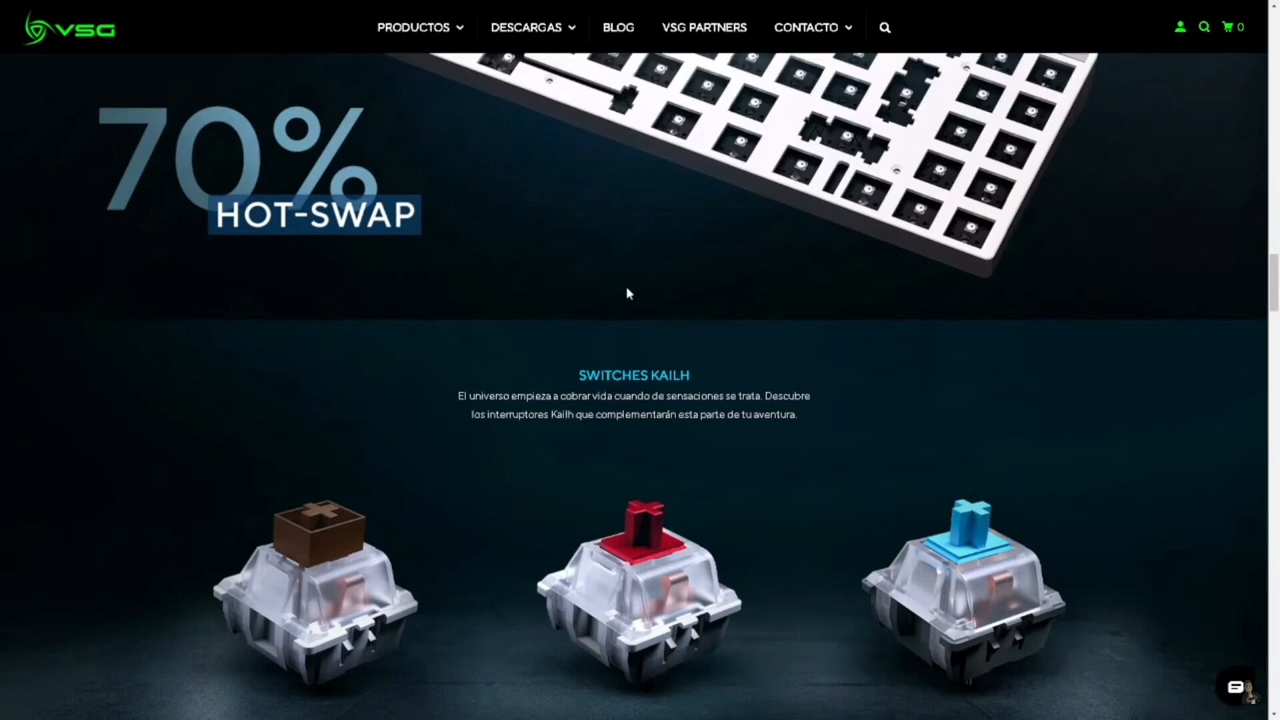 VSG
PRODUCTOS
DESCARGAS
BLOG
VSG PARTNERS
CONTACTO
0
70%
HOT-SWAP
SWITCHES KAILH
El universo empieza a cobrar vida cuando de sensaciones se trata. Descubre
los interruptores Kailh que complementarán esta parte de tu aventura.